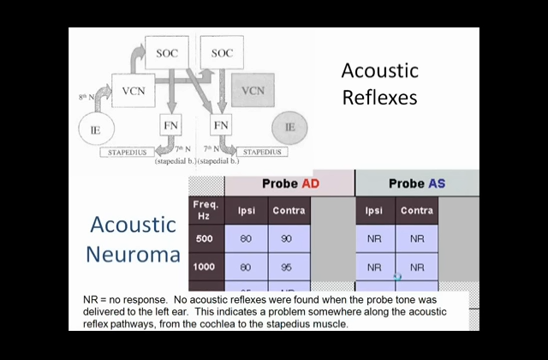 Acoustic
Reflexes
SOC
SOC
VCN
VCN
8th N
IE
FN
FN
IE
7th N
7th N
STAPEDIUS
STAPEDIUS
(stapedial b.)
(stapedial b.)
Acoustic
Neuroma
Probe AD
Probe AS
Freq.
Hz
Ipsi
Contra
Ipsi
Contra
500
80
90
NR
NR
1000
80
95
NR
NR
NR = no response. No acoustic reflexes were found when the probe tone was
delivered to the left ear. This indicates a problem somewhere along the acoustic
reflex pathways, from the cochlea to the stapedius muscle.